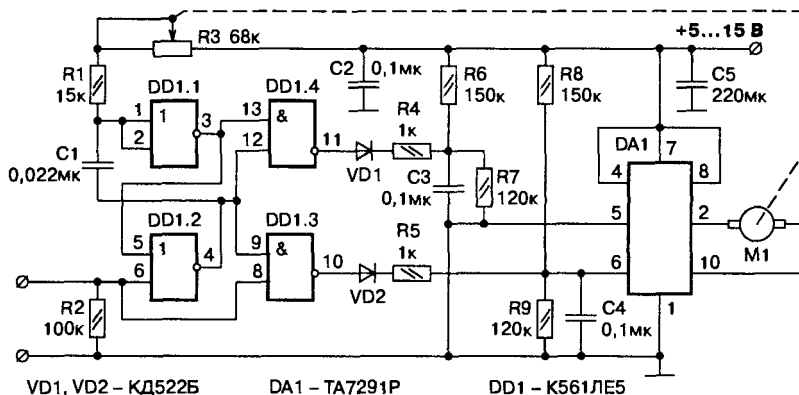 R3 68к
+5...15 В
R1
15к
DD1.1
1
2
1
3
DD1.4
13
&
12
11
C2
0,1мк
R6
150к
R8
150к
C5
220мк
R4
1к
VD1
DA1
7
4
8
C1
0,022мк
C3
0,1мк
R7
120к
DD1.2
5
1
6
4
DD1.3
9
&
8
10
R5
1к
VD2
5
2
M1
6
10
R2
100к
R9
120к
C4
0,1мк
1
VD1, VD2 – КД522Б
DA1 – TA7291P
DD1 – К561ЛЕ5